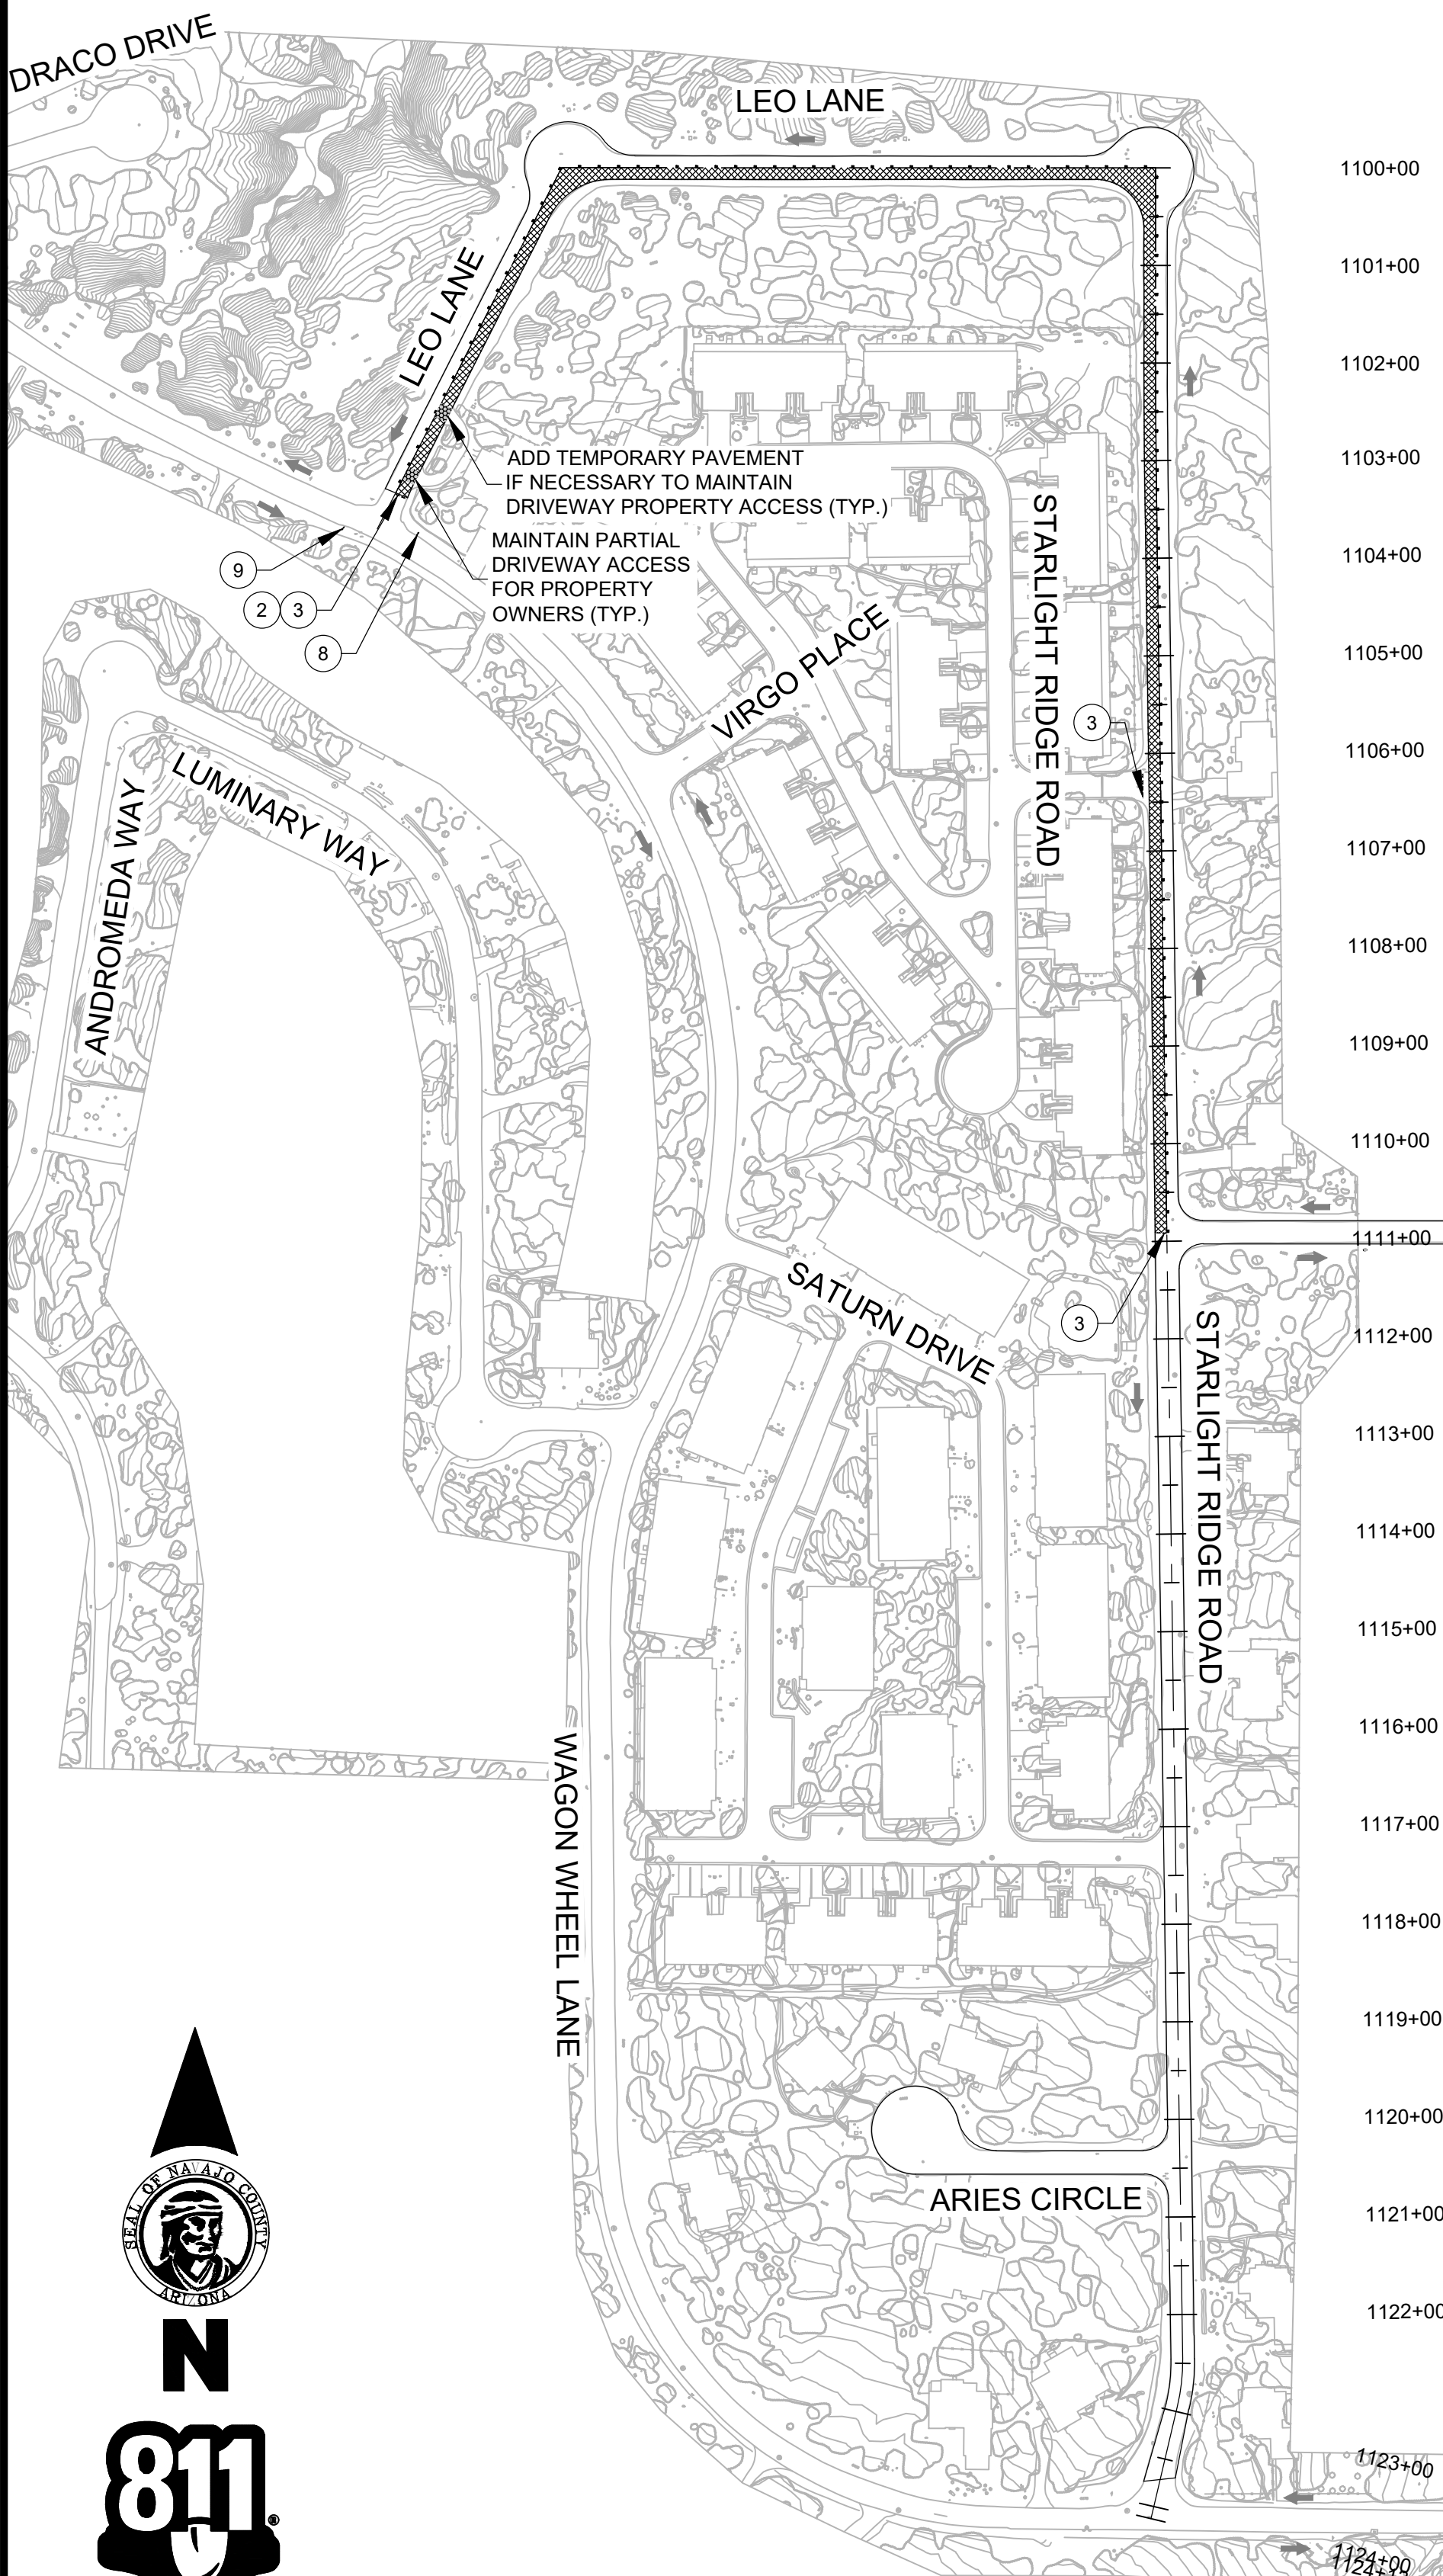 DRACO DRIVE
LEO LANE
1100+00
1101+00
LEO LANE
1102+00
ADD TEMPORARY PAVEMENT
IF NECESSARY TO MAINTAIN
DRIVEWAY PROPERTY ACCESS (TYP.)
1103+00
MAINTAIN PARTIAL
DRIVEWAY ACCESS
FOR PROPERTY
OWNERS (TYP.)
9
2 3
8
STARLIGHT RIDGE ROAD
1104+00
VIRGO PLACE
1105+00
3
1106+00
LUMINARY WAY
ANDROMEDA WAY
1107+00
1108+00
1109+00
1110+00
1111+00
SATURN DRIVE
3
1112+00
STARLIGHT RIDGE ROAD
1113+00
1114+00
1115+00
1116+00
WAGON WHEEL LANE
1117+00
1118+00
1119+00
1120+00
ARIES CIRCLE
1121+00
1122+00
SEAL OF NAVAJO COUNTY
ARIZONA
N
811®
1123+00
1124+00